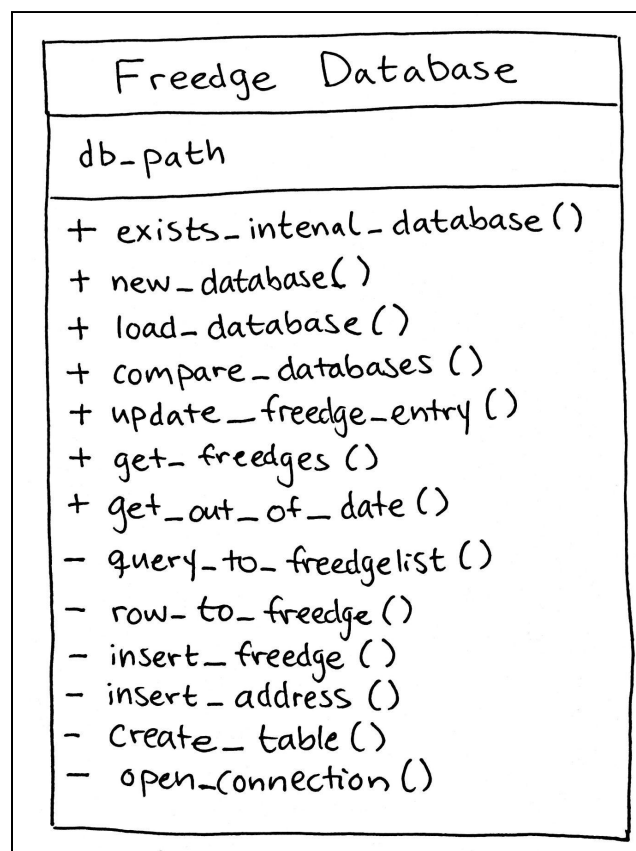 Freedge Database
db_path
+ exists_intenal_database()
+ new_database()
+ load_database()
+ compare_databases()
+ update_freedge_entry()
+ get_freedges()
+ get_out_of_date()
- query_to_freedgelist()
- row_to_freedge()
- insert_freedge()
- insert_address()
- create_table()
- open_connection()